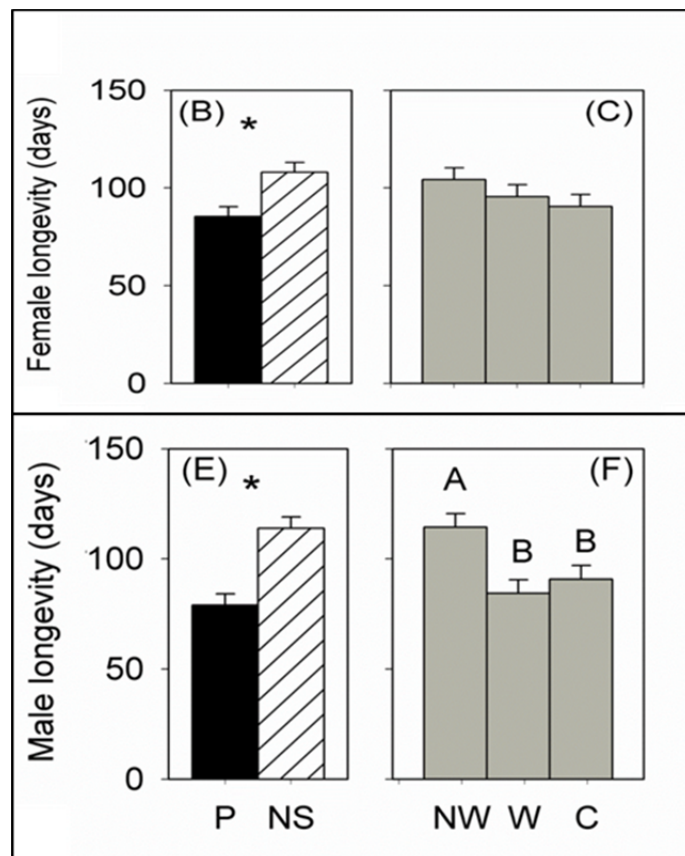 Female longevity (days)
150
100
50
0
(B)
*
(C)
Male longevity (days)
150
100
50
0
(E)
*
(F)
A
B
B
P NS
NW W C